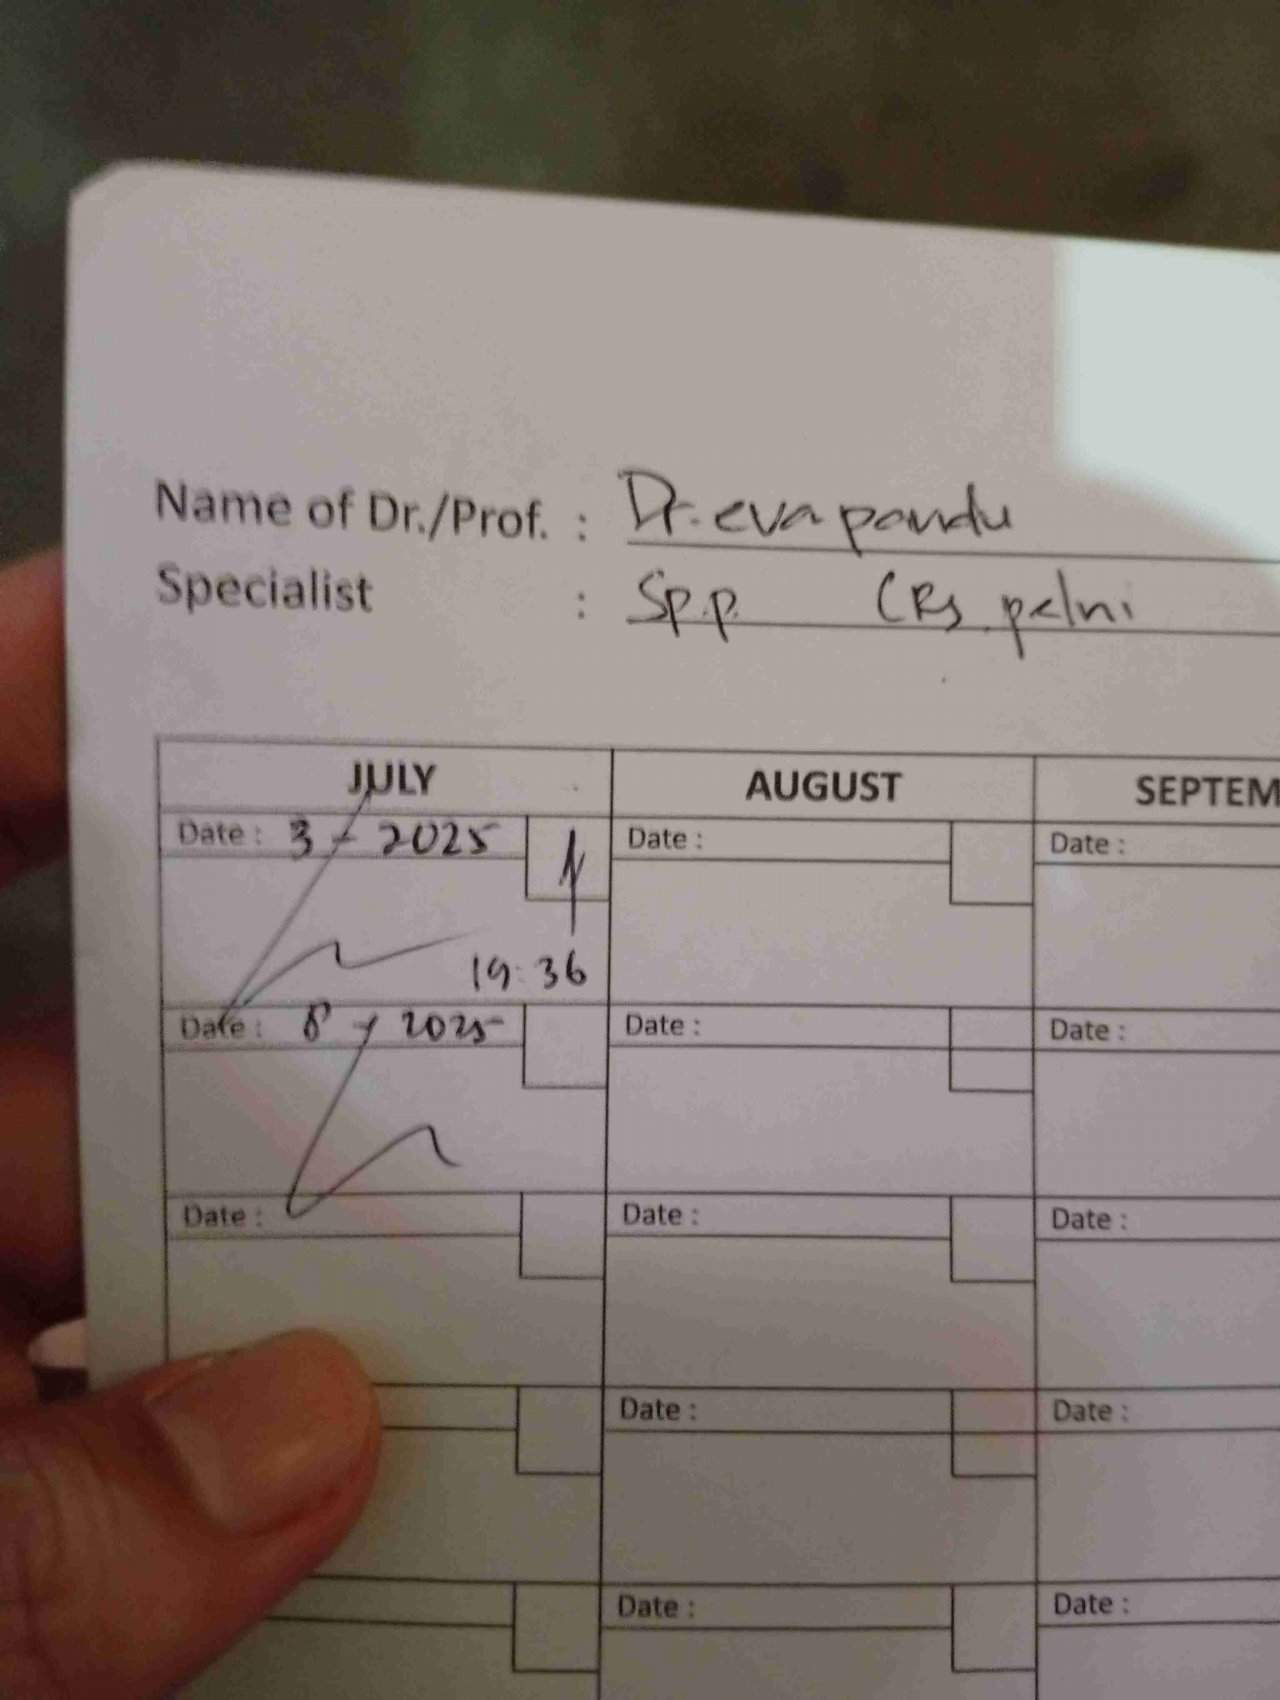 Name of Dr./Prof. : Dr. eva pandu
Specialist : Sp.p. (Rs. pelni
JULY AUGUST SEPTEM
Date : 3 - 2025 Date : Date :
19:36
Date : 8 - 2025 Date : Date :
Date : Date : Date :
Date : Date :
Date : Date :